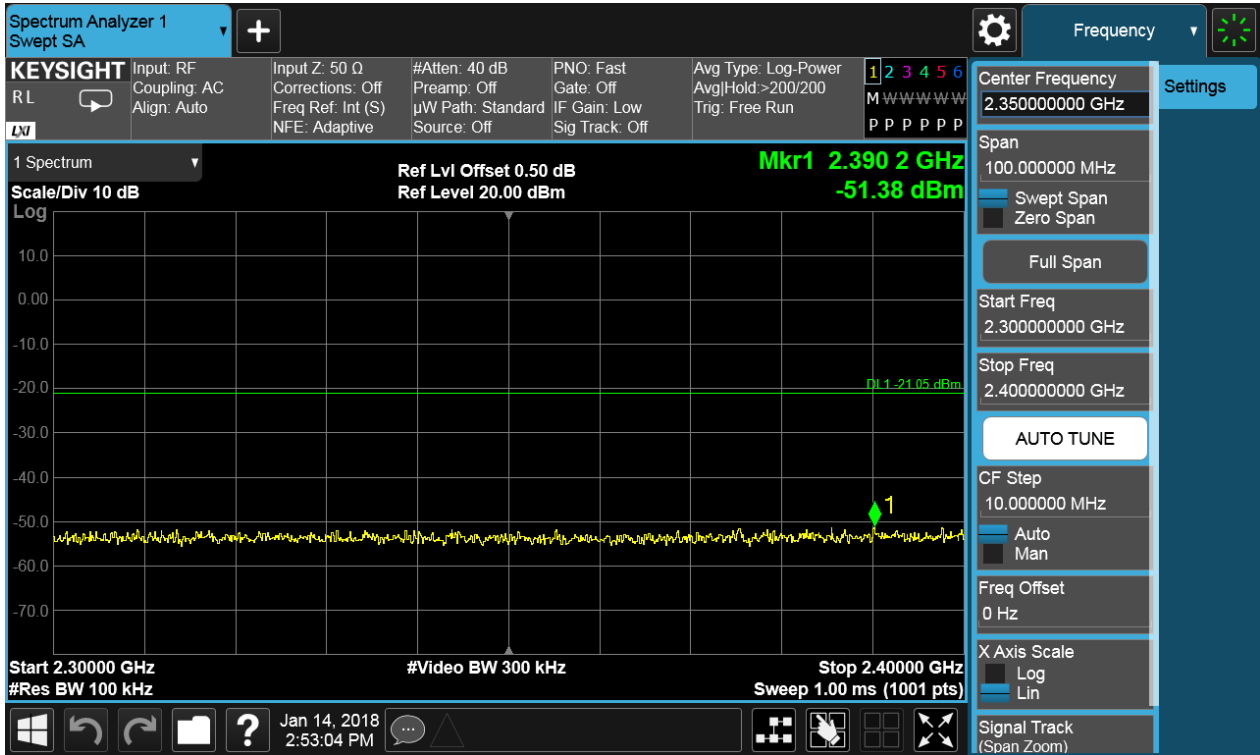 Spectrum Analyzer 1
Swept SA
+
Frequency
KEYSIGHT
RL
LXI
Input: RF
Coupling: AC
Align: Auto
Input Z: 50 Ω
Corrections: Off
Freq Ref: Int (S)
NFE: Adaptive
#Atten: 40 dB
Preamp: Off
µW Path: Standard
Source: Off
PNO: Fast
Gate: Off
IF Gain: Low
Sig Track: Off
Avg Type: Log-Power
Avg|Hold:>200/200
Trig: Free Run
1 2 3 4 5 6
M W W W W W
P P P P P P
1 Spectrum
Scale/Div 10 dB
Ref Lvl Offset 0.50 dB
Ref Level 20.00 dBm
Mkr1 2.390 2 GHz
-51.38 dBm
Log
10.0
0.00
-10.0
-20.0
-30.0
-40.0
-50.0
-60.0
-70.0
DL1 -21.05 dBm
1
Start 2.30000 GHz
#Res BW 100 kHz
#Video BW 300 kHz
Stop 2.40000 GHz
Sweep 1.00 ms (1001 pts)
Center Frequency
2.350000000 GHz
Span
100.000000 MHz
Swept Span
Zero Span
Full Span
Start Freq
2.300000000 GHz
Stop Freq
2.400000000 GHz
AUTO TUNE
CF Step
10.000000 MHz
Auto
Man
Freq Offset
0 Hz
X Axis Scale
Log
Lin
Signal Track
(Span Zoom)
Settings
?
Jan 14, 2018
2:53:04 PM